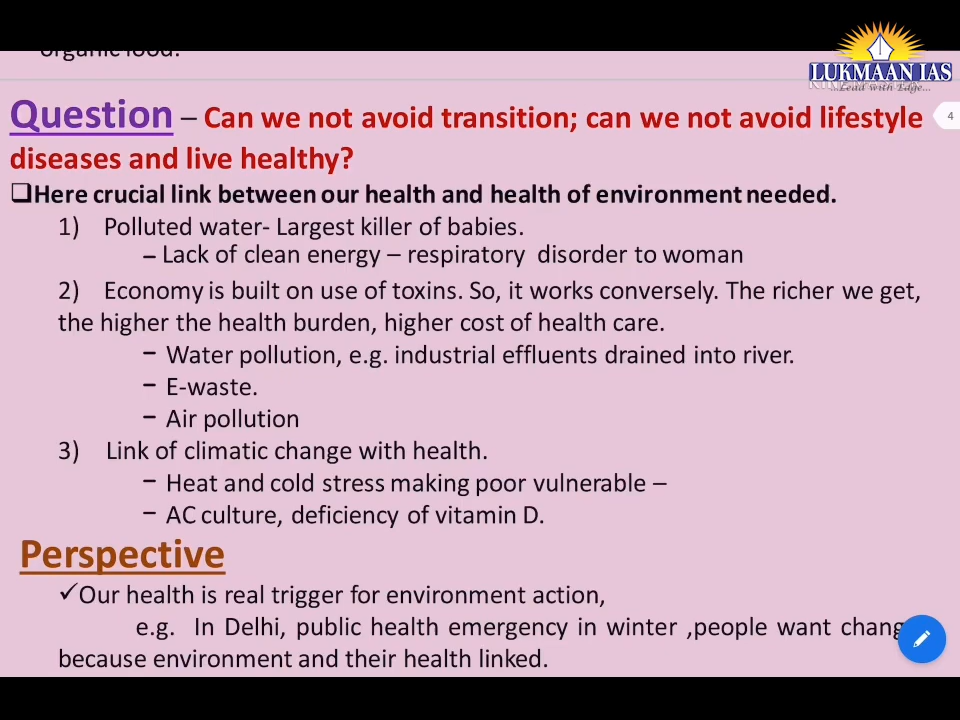 organic food.
LUKMAAN IAS
...Lead with Edge...
Question – Can we not avoid transition; can we not avoid lifestyle
4
diseases and live healthy?
❑Here crucial link between our health and health of environment needed.
1) Polluted water- Largest killer of babies.
– Lack of clean energy – respiratory disorder to woman
2) Economy is built on use of toxins. So, it works conversely. The richer we get,
the higher the health burden, higher cost of health care.
− Water pollution, e.g. industrial effluents drained into river.
− E-waste.
− Air pollution
3) Link of climatic change with health.
− Heat and cold stress making poor vulnerable –
− AC culture, deficiency of vitamin D.
Perspective
✓Our health is real trigger for environment action,
e.g. In Delhi, public health emergency in winter ,people want chang
because environment and their health linked.